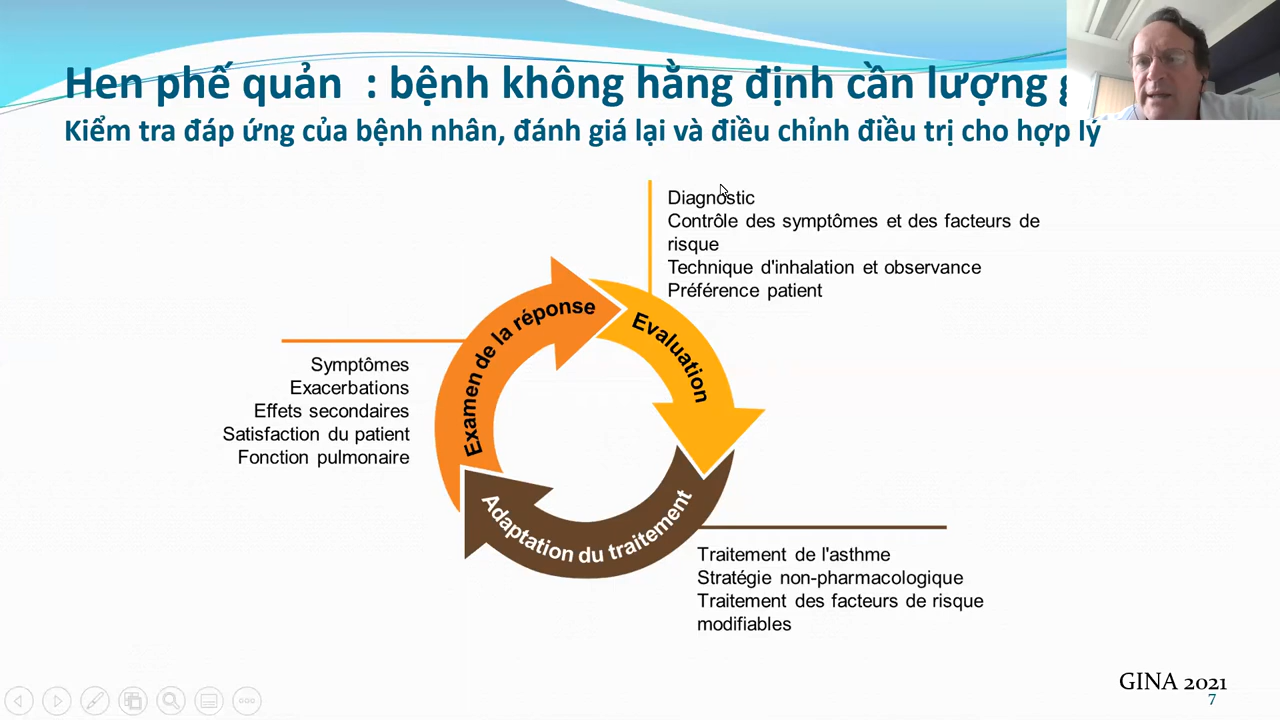 Hen phế quản : bệnh không hằng định cần lượng
Kiểm tra đáp ứng của bệnh nhân, đánh giá lại và điều chỉnh điều trị cho hợp lý
Diagnostic
Contrôle des symptômes et des facteurs de
risque
Technique d'inhalation et observance
Préférence patient
Examen de la réponse
Evaluation
Symptômes
Exacerbations
Effets secondaires
Satisfaction du patient
Fonction pulmonaire
Adaptation du traitement
Traitement de l'asthme
Stratégie non-pharmacologique
Traitement des facteurs de risque
modifiables
GINA 2021
7